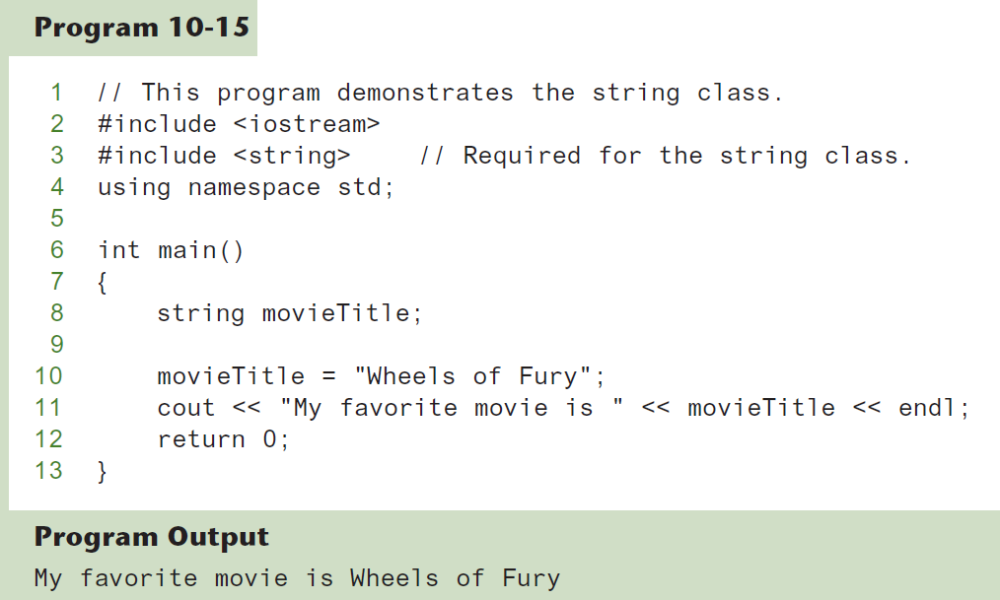 Program 10-15
1 // This program demonstrates the string class.
2 #include <iostream>
3 #include <string> // Required for the string class.
4 using namespace std;
5
6 int main()
7 {
8 string movieTitle;
9
10 movieTitle = "Wheels of Fury";
11 cout << "My favorite movie is " << movieTitle << endl;
12 return 0;
13 }
Program Output
My favorite movie is Wheels of Fury